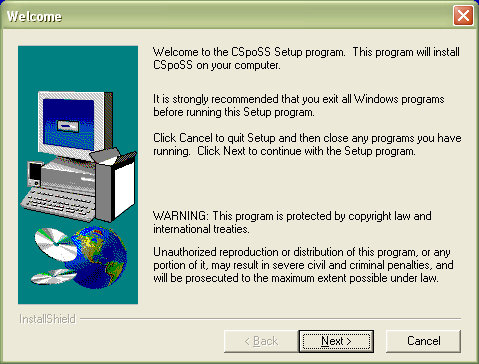 Welcome
Welcome to the CSpoSS Setup program. This program will install
CSpoSS on your computer.
It is strongly recommended that you exit all Windows programs
before running this Setup program.
Click Cancel to quit Setup and then close any programs you have
running. Click Next to continue with the Setup program.
WARNING: This program is protected by copyright law and
international treaties.
Unauthorized reproduction or distribution of this program, or any
portion of it, may result in severe civil and criminal penalties, and
will be prosecuted to the maximum extent possible under law.
InstallShield
< Back
Next >
Cancel